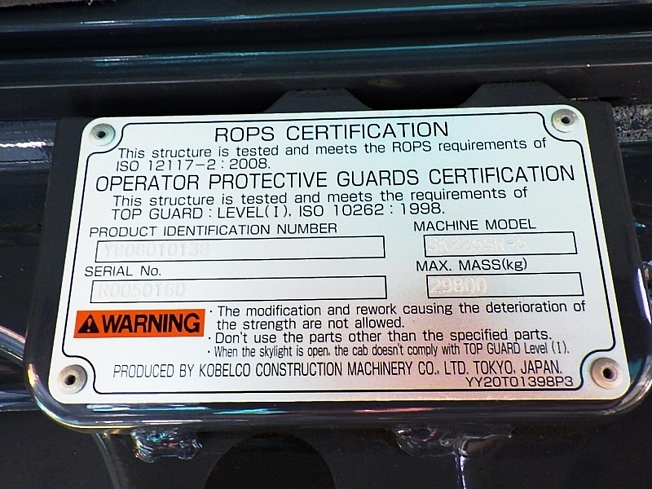 ROPS CERTIFICATION
This structure is tested and meets the ROPS requirements of
ISO 12117-2 : 2008.
OPERATOR PROTECTIVE GUARDS CERTIFICATION
This structure is tested and meets the requirements of
TOP GUARD : LEVEL(I), ISO 10262 : 1998.
PRODUCT IDENTIFICATION NUMBER
MACHINE MODEL
SERIAL No.
MAX. MASS(kg)
R0050160
29800
WARNING
· The modification and rework causing the deterioration of
the strength are not allowed.
· Don't use the parts other than the specified parts.
· When the skylight is open, the cab doesn't comply with TOP GUARD Level (I).
PRODUCED BY KOBELCO CONSTRUCTION MACHINERY CO. LTD. TOKYO, JAPAN.
YY20T01398P3